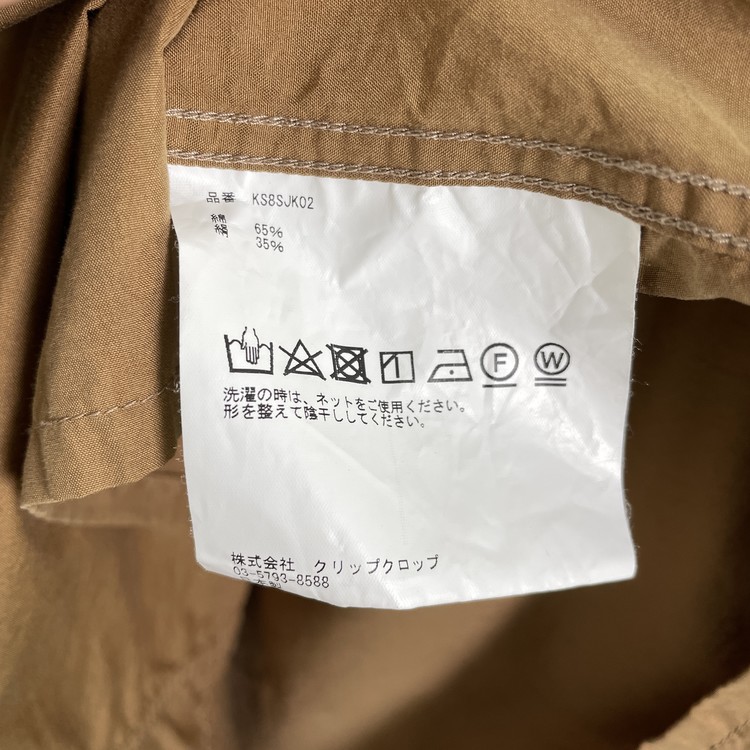 品番 KS8SJK02
綿 65%
絹 35%
F
W
洗濯の時は、ネットをご使用ください。
形を整えて陰干ししてください。
株式会社 クリップクロップ
03-5793-8588